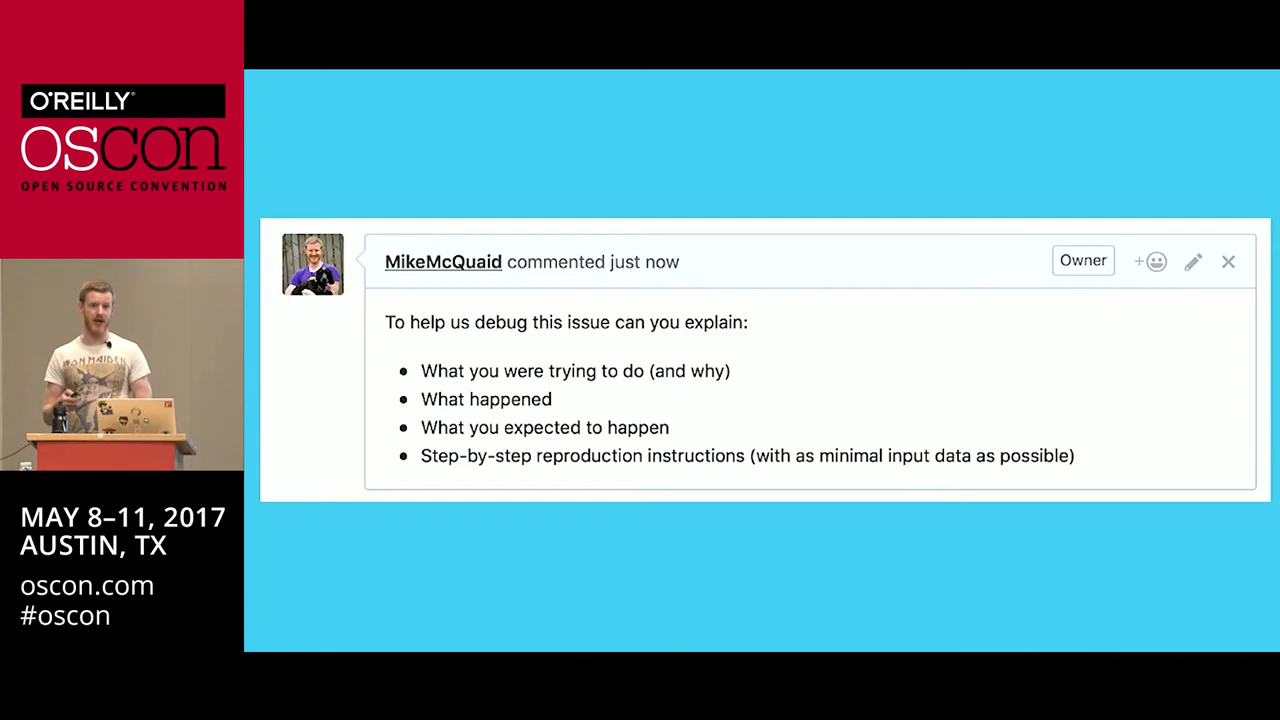 O'REILLY®
OSCON
OPEN SOURCE CONVENTION
IRON MAIDEN
MAY 8–11, 2017
AUSTIN, TX
oscon.com
#oscon
MikeMcQuaid commented just now
Owner
To help us debug this issue can you explain:
• What you were trying to do (and why)
• What happened
• What you expected to happen
• Step-by-step reproduction instructions (with as minimal input data as possible)